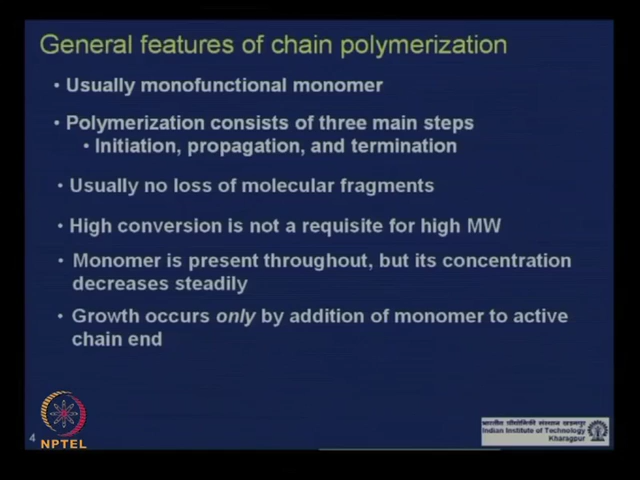 General features of chain polymerization
• Usually monofunctional monomer
• Polymerization consists of three main steps
• Initiation, propagation, and termination
• Usually no loss of molecular fragments
• High conversion is not a requisite for high MW
• Monomer is present throughout, but its concentration
decreases steadily
• Growth occurs only by addition of monomer to active
chain end
4
NPTEL
भारतीय प्रौद्योगिकी संस्थान खड़गपुर
Indian Institute of Technology
Kharagpur